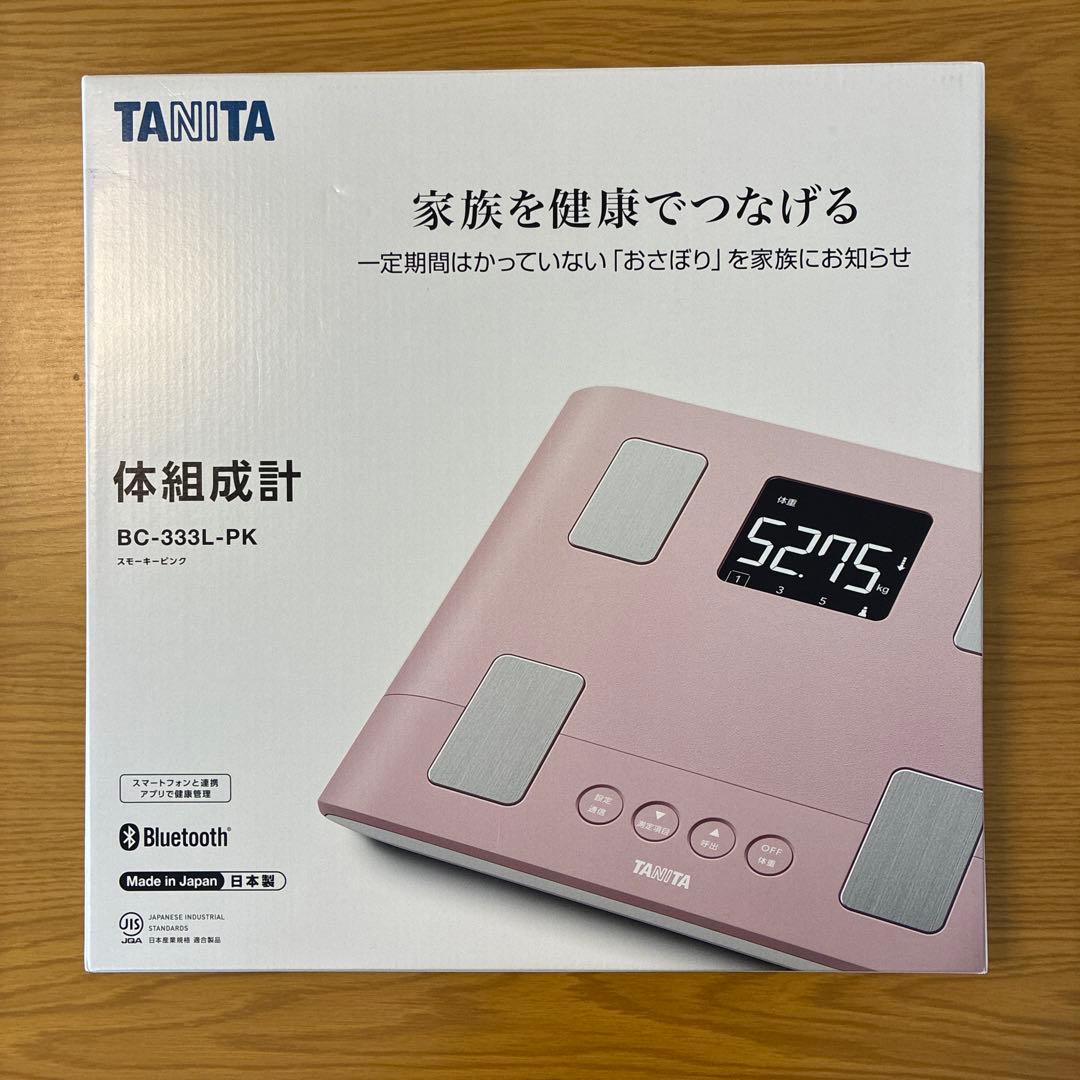 TANITA
家族を健康でつなげる
一定期間はかっていない「おさぼり」を家族にお知らせ
体組成計
BC-333L-PK
スモーキーピンク
体重
52.75 kg
1 3 5
設定
通信
▼
測定項目
▲
呼出
OFF
体重
TANITA
スマートフォンと連携
アプリで健康管理
Bluetooth®
Made in Japan 日本製
JIS
JQA
JAPANESE INDUSTRIAL
STANDARDS
日本産業規格 適合製品